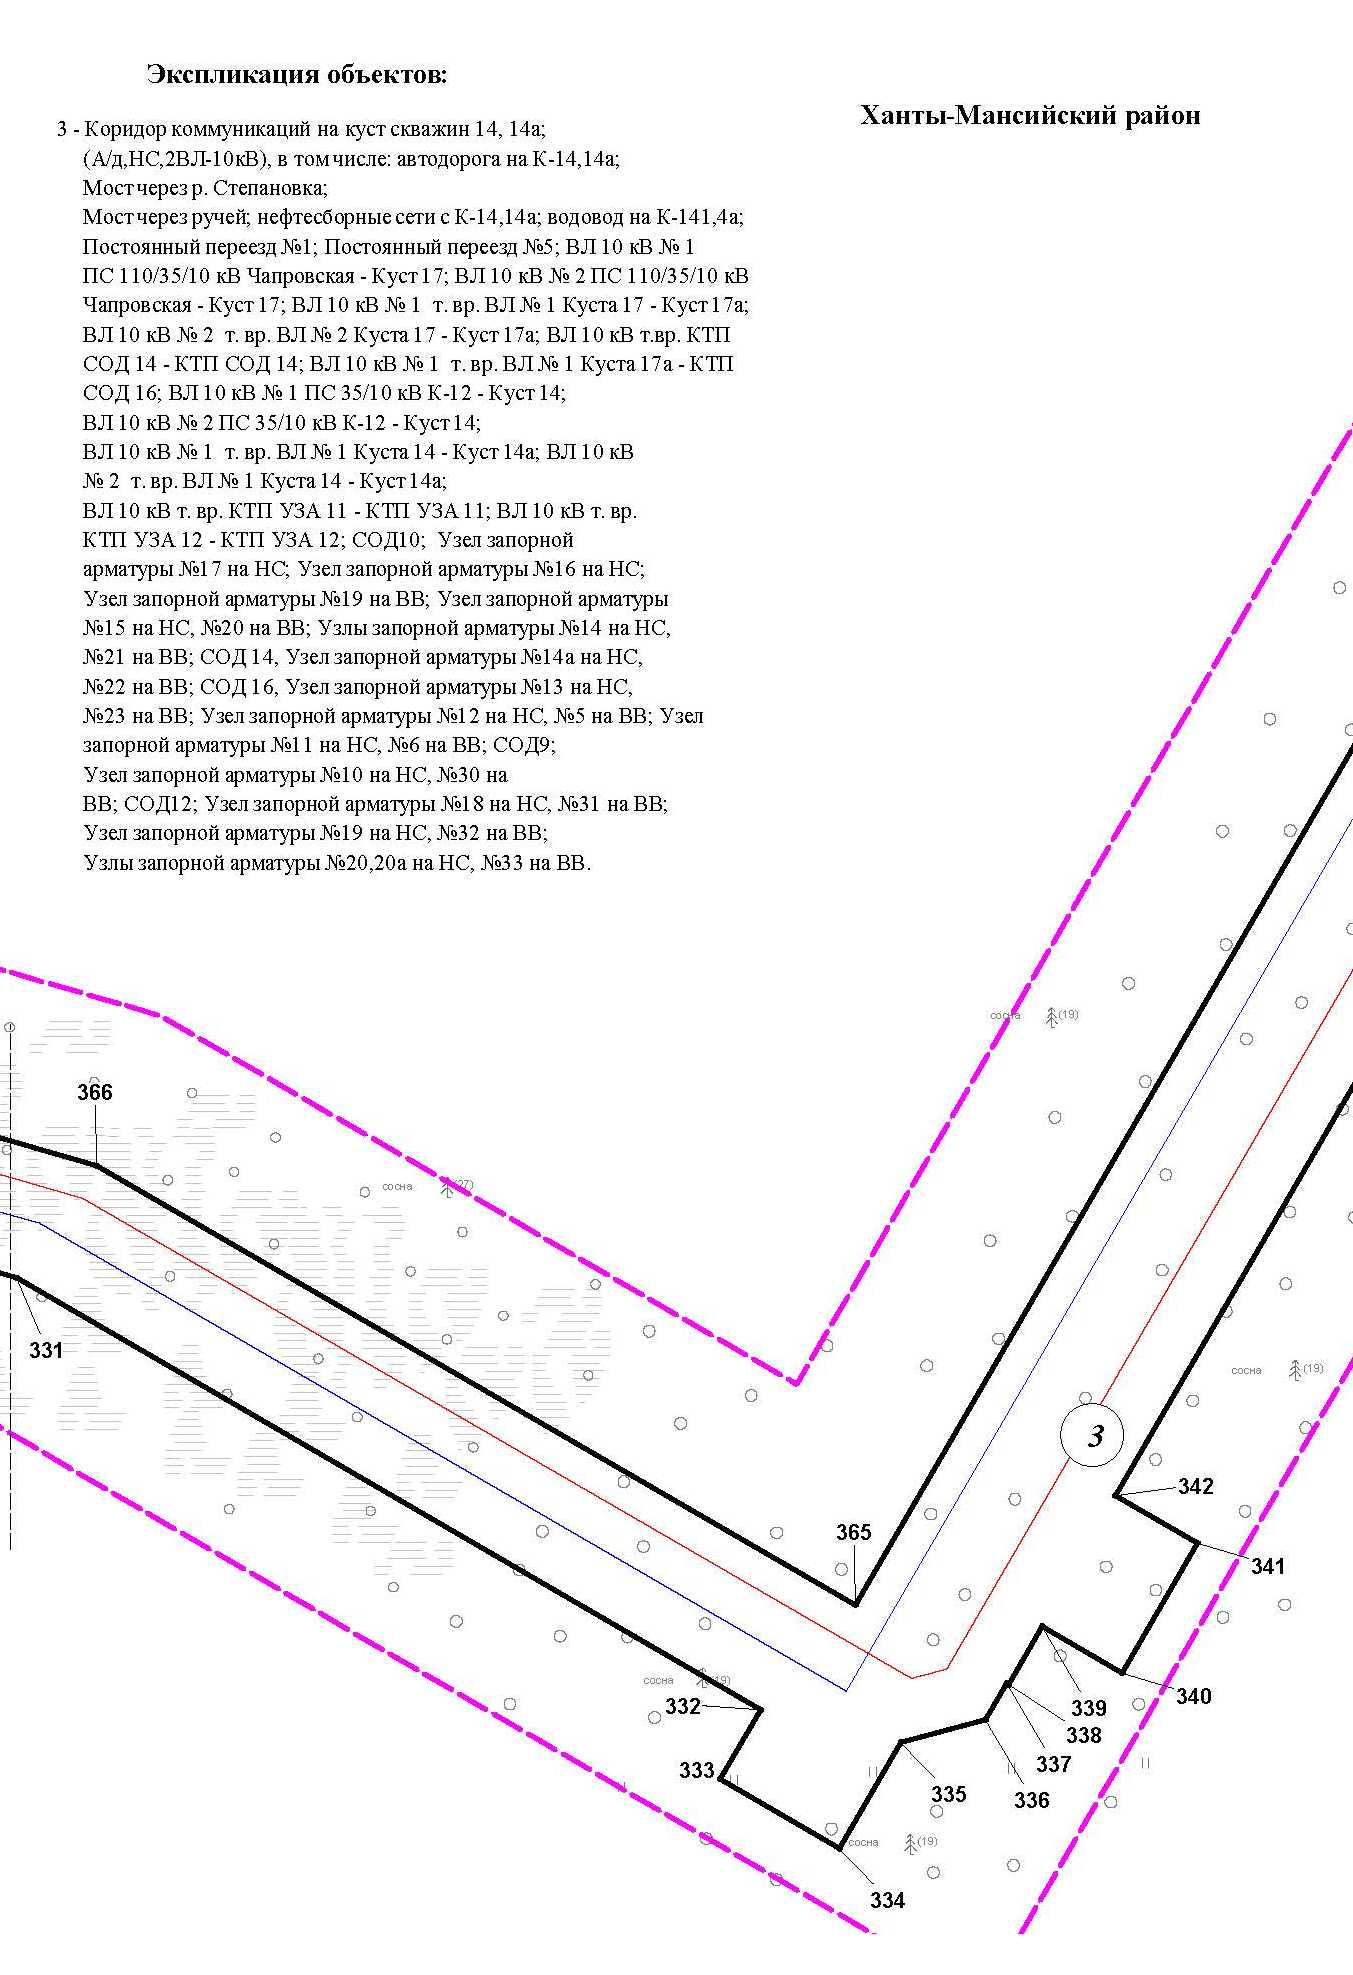 Экспликация объектов:
Ханты-Мансийский район
3 - Коридор коммуникаций на куст скважин 14, 14а;
(А/д,НС,2ВЛ-10кВ), в том числе: автодорога на К-14,14а;
Мост через р. Степановка;
Мост через ручей; нефтесборные сети с К-14,14а; водовод на К-141,4а;
Постоянный переезд №1; Постоянный переезд №5; ВЛ 10 кВ № 1
ПС 110/35/10 кВ Чапровская - Куст 17; ВЛ 10 кВ № 2 ПС 110/35/10 кВ
Чапровская - Куст 17; ВЛ 10 кВ № 1 т. вр. ВЛ № 1 Куста 17 - Куст 17а;
ВЛ 10 кВ № 2 т. вр. ВЛ № 2 Куста 17 - Куст 17а; ВЛ 10 кВ т.вр. КТП
СОД 14 - КТП СОД 14; ВЛ 10 кВ № 1 т. вр. ВЛ № 1 Куста 17а - КТП
СОД 16; ВЛ 10 кВ № 1 ПС 35/10 кВ К-12 - Куст 14;
ВЛ 10 кВ № 2 ПС 35/10 кВ К-12 - Куст 14;
ВЛ 10 кВ № 1 т. вр. ВЛ № 1 Куста 14 - Куст 14а; ВЛ 10 кВ
№ 2 т. вр. ВЛ № 1 Куста 14 - Куст 14а;
ВЛ 10 кВ т. вр. КТП УЗА 11 - КТП УЗА 11; ВЛ 10 кВ т. вр.
КТП УЗА 12 - КТП УЗА 12; СОД10; Узел запорной
арматуры №17 на НС; Узел запорной арматуры №16 на НС;
Узел запорной арматуры №19 на ВВ; Узел запорной арматуры
№15 на НС, №20 на ВВ; Узлы запорной арматуры №14 на НС,
№21 на ВВ; СОД 14, Узел запорной арматуры №14а на НС,
№22 на ВВ; СОД 16, Узел запорной арматуры №13 на НС,
№23 на ВВ; Узел запорной арматуры №12 на НС, №5 на ВВ; Узел
запорной арматуры №11 на НС, №6 на ВВ; СОД9;
Узел запорной арматуры №10 на НС, №30 на
ВВ; СОД12; Узел запорной арматуры №18 на НС, №31 на ВВ;
Узел запорной арматуры №19 на НС, №32 на ВВ;
Узлы запорной арматуры №20,20а на НС, №33 на ВВ.
сосна (19)
366
сосна (27)
331
сосна (19)
3
342
365
341
сосна (19)
332
340
339
338
337
333
335
336
сосна (19)
334